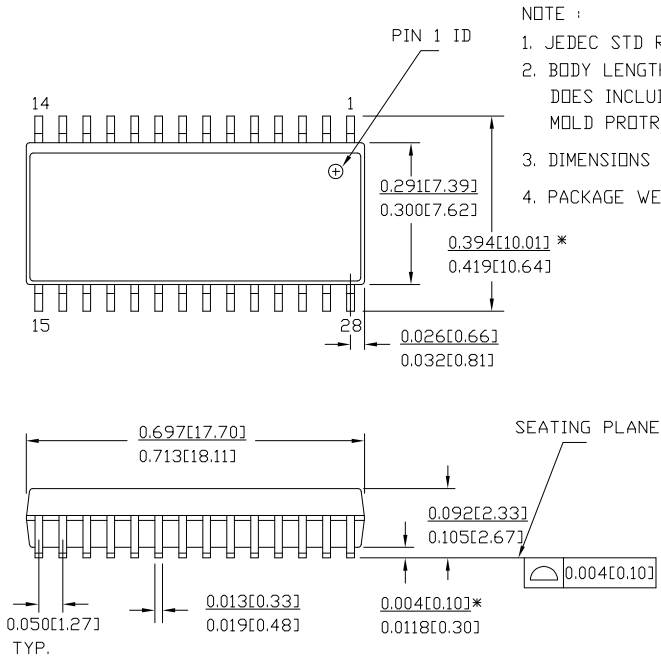 NOTE :
PIN 1 ID
1. JEDEC STD
2. BODY LENGTH
DOES
MOLD
3. DIMENSIONS
4. PACKAGE
14 1
0.291[7.39]
0.300[7.62]
0.394[10.01] *
0.419[10.64]
15 28
0.026[0.66]
0.032[0.81]
SEATING PLANE
0.697[17.70]
0.713[18.11]
0.092[2.33]
0.105[2.67]
0.004[0.10]
0.013[0.33]
0.019[0.48]
0.004[0.10]*
0.0118[0.30]
0.050[1.27]
TYP.